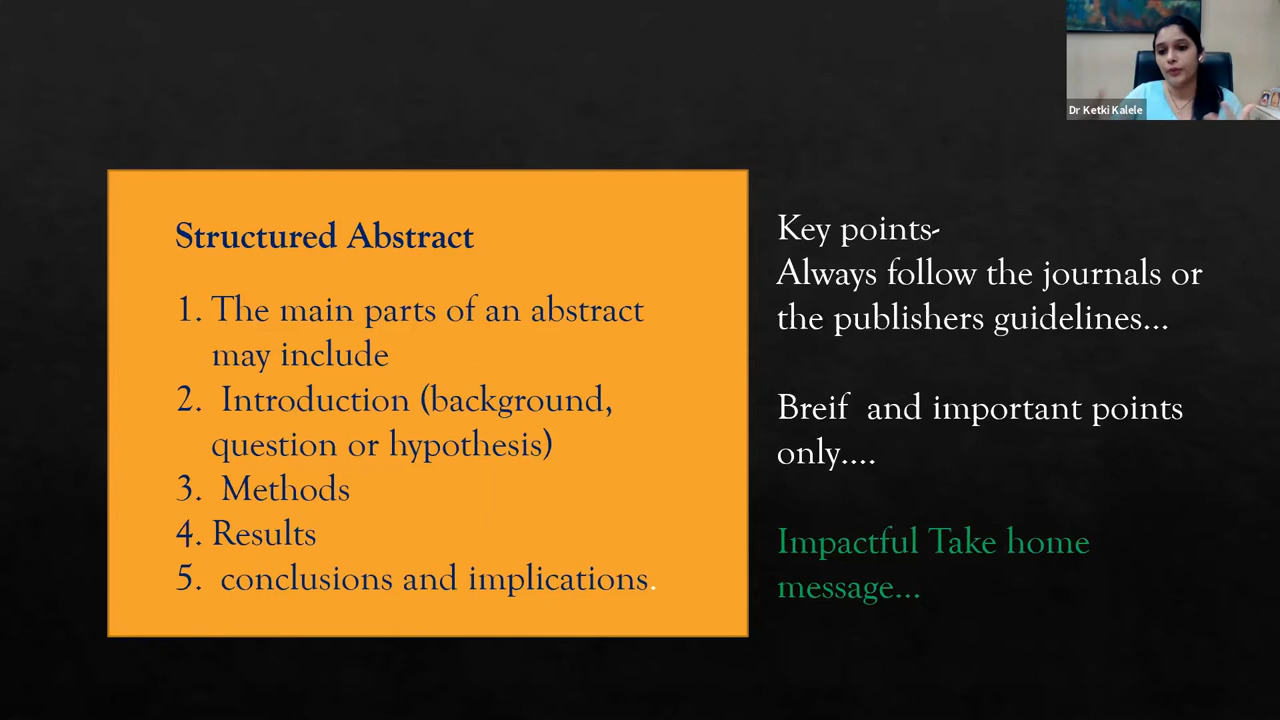 Dr Ketki Kalele
Structured Abstract
1. The main parts of an abstract
may include
2. Introduction (background,
question or hypothesis)
3. Methods
4. Results
5. conclusions and implications.
Key points-
Always follow the journals or
the publishers guidelines...
Breif and important points
only....
Impactful Take home
message...